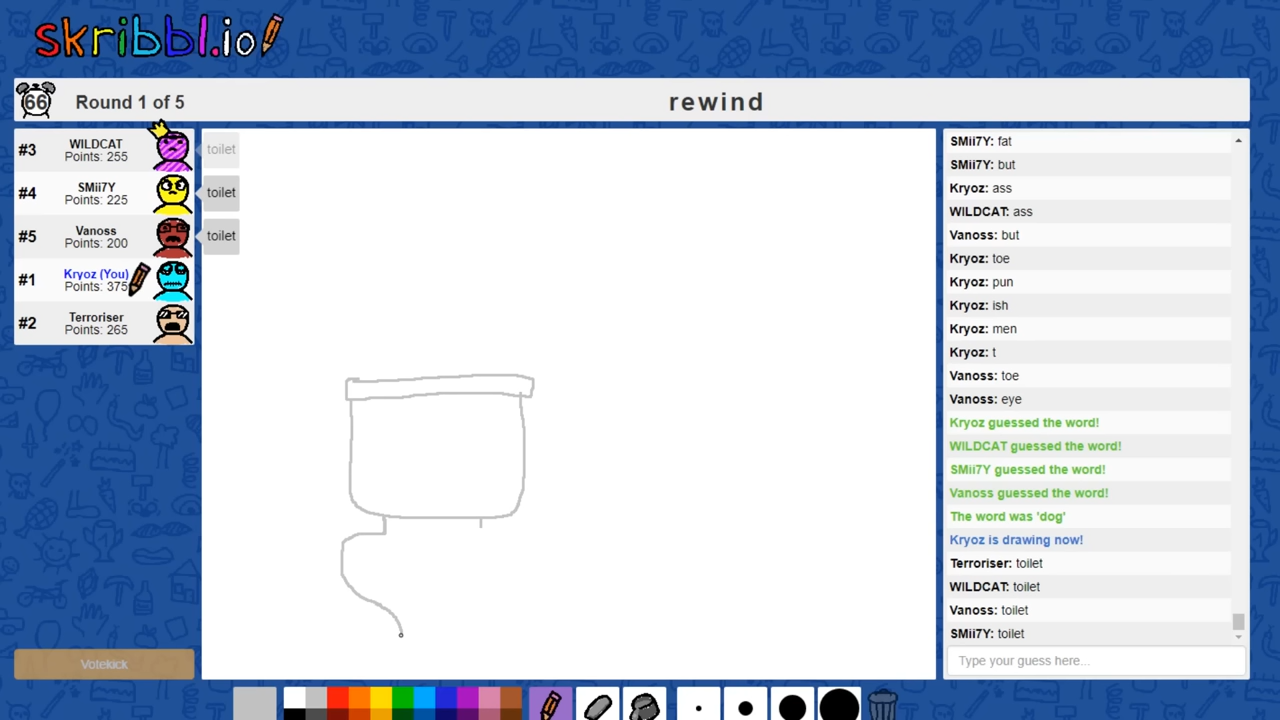 skribbl.io
66
Round 1 of 5
rewind
#3
WILDCAT
Points: 255
toilet
#4
SMii7Y
Points: 225
toilet
#5
Vanoss
Points: 200
toilet
#1
Kryoz (You)
Points: 375
#2
Terroriser
Points: 265
Votekick
SMii7Y: fat
SMii7Y: but
Kryoz: ass
WILDCAT: ass
Vanoss: but
Kryoz: toe
Kryoz: pun
Kryoz: ish
Kryoz: men
Kryoz: t
Vanoss: toe
Vanoss: eye
Kryoz guessed the word!
WILDCAT guessed the word!
SMii7Y guessed the word!
Vanoss guessed the word!
The word was 'dog'
Kryoz is drawing now!
Terroriser: toilet
WILDCAT: toilet
Vanoss: toilet
SMii7Y: toilet
Type your guess here...